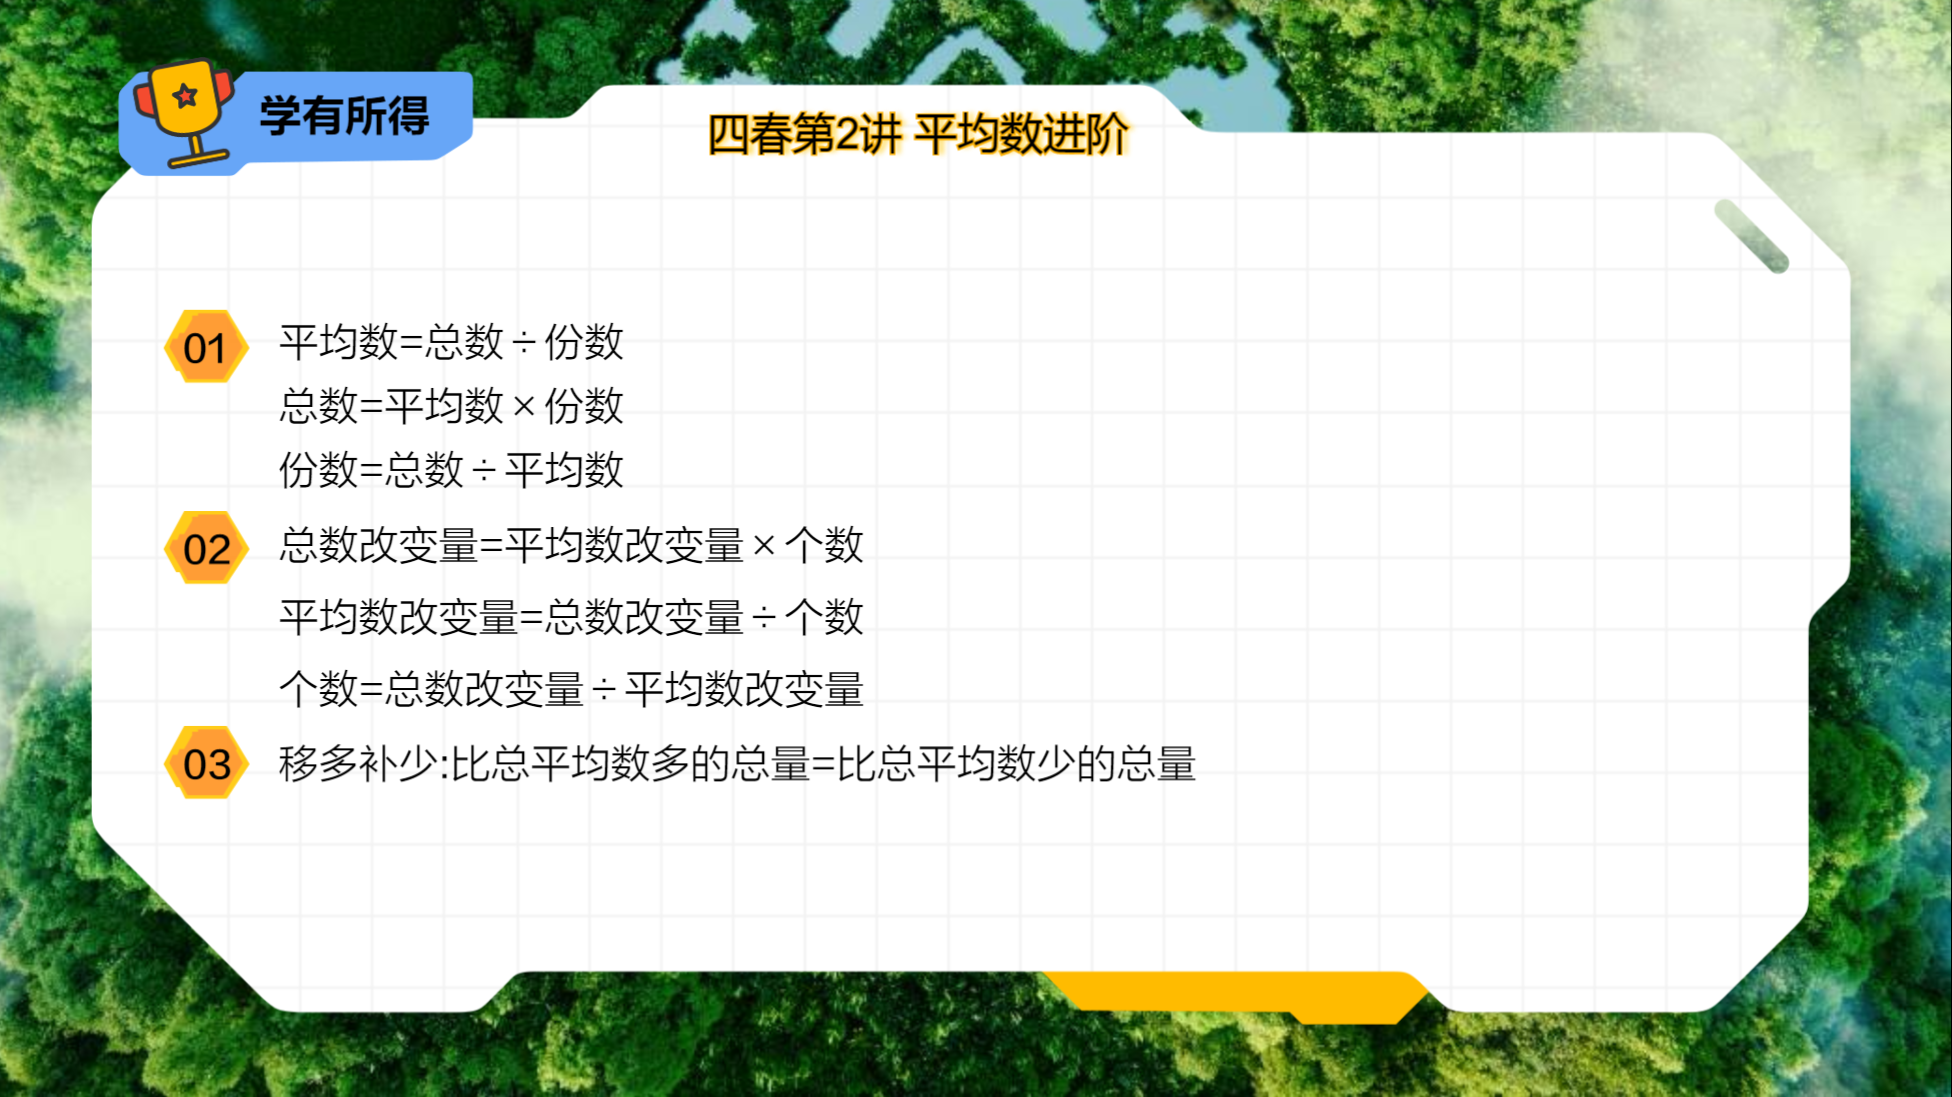 学有所得
四春第2讲 平均数进阶
01 平均数=总数÷份数
总数=平均数×份数
份数=总数÷平均数
02 总数改变量=平均数改变量×个数
平均数改变量=总数改变量÷个数
个数=总数改变量÷平均数改变量
03 移多补少:比总平均数多的总量=比总平均数少的总量